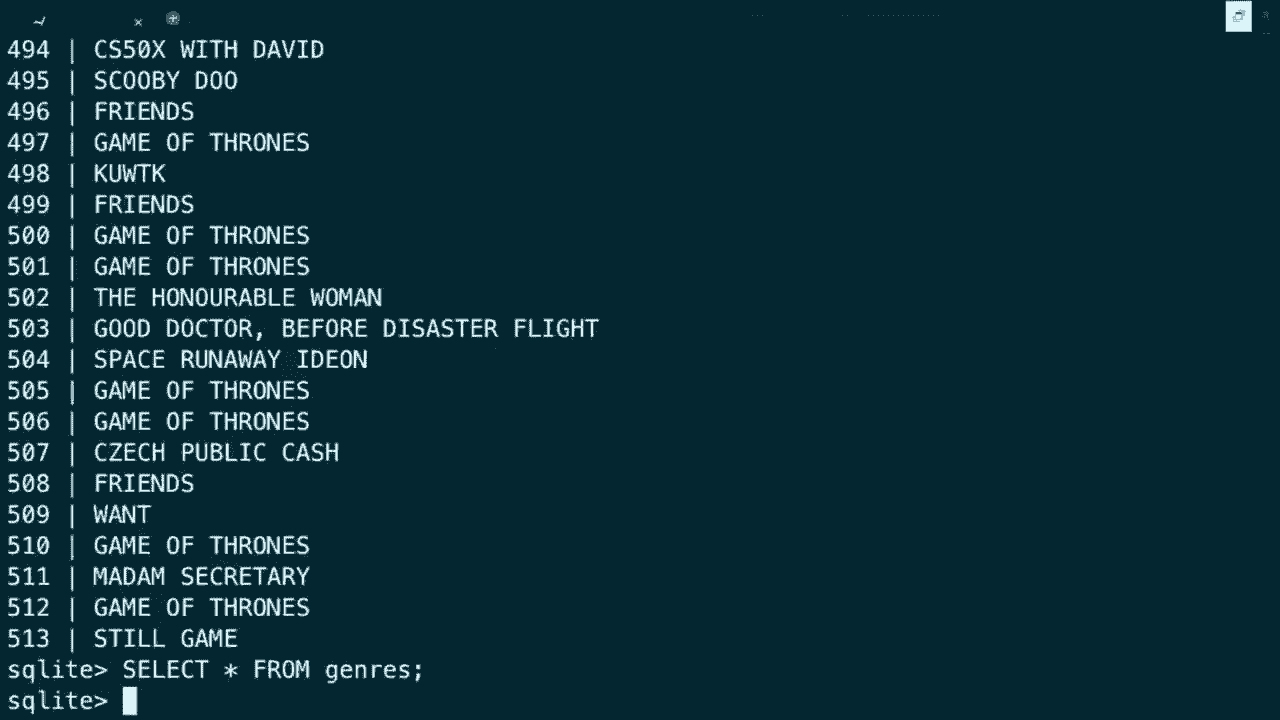 494 | CS50X WITH DAVID
495 | SCOOBY DOO
496 | FRIENDS
497 | GAME OF THRONES
498 | KUWTK
499 | FRIENDS
500 | GAME OF THRONES
501 | GAME OF THRONES
502 | THE HONOURABLE WOMAN
503 | GOOD DOCTOR, BEFORE DISASTER FLIGHT
504 | SPACE RUNAWAY IDEON
505 | GAME OF THRONES
506 | GAME OF THRONES
507 | CZECH PUBLIC CASH
508 | FRIENDS
509 | WANT
510 | GAME OF THRONES
511 | MADAM SECRETARY
512 | GAME OF THRONES
513 | STILL GAME
sqlite> SELECT * FROM genres;
sqlite>